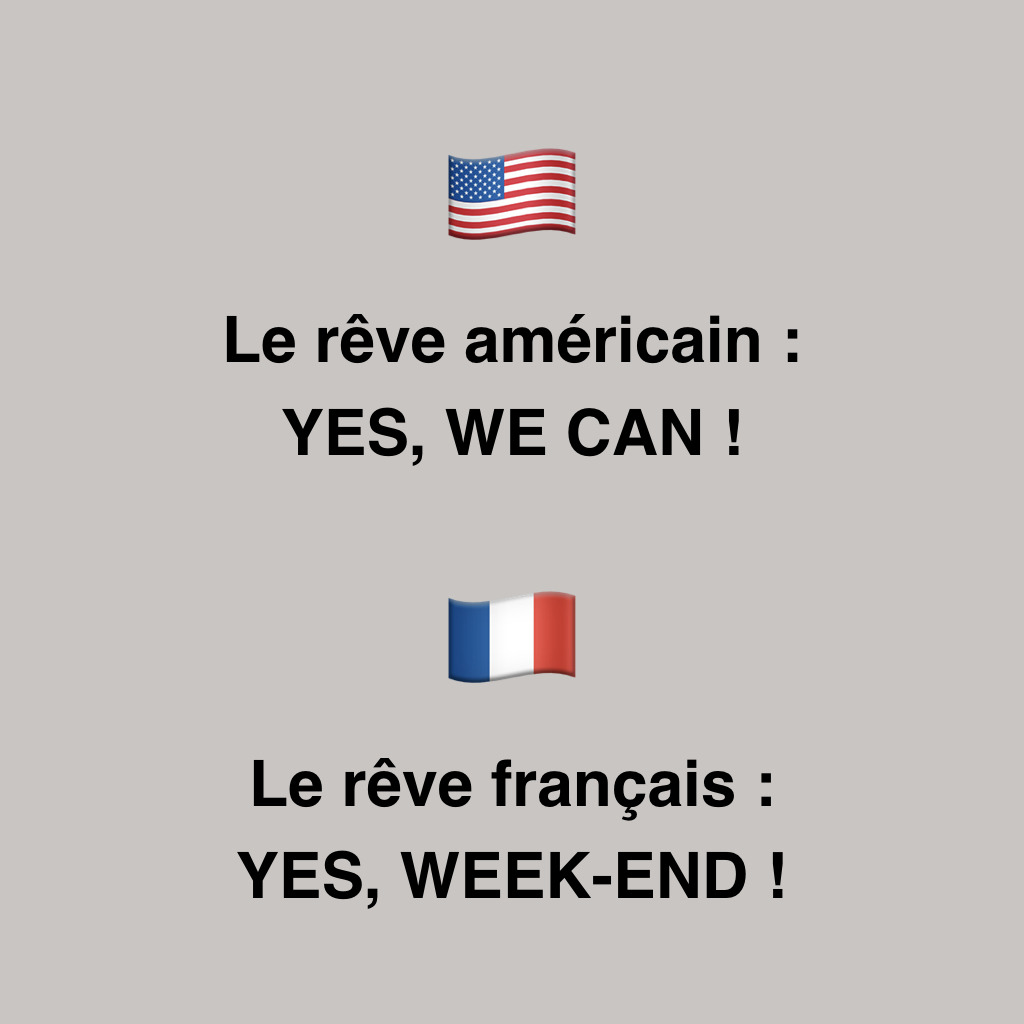 Le rêve américain :
YES, WE CAN !
Le rêve français :
YES, WEEK-END !